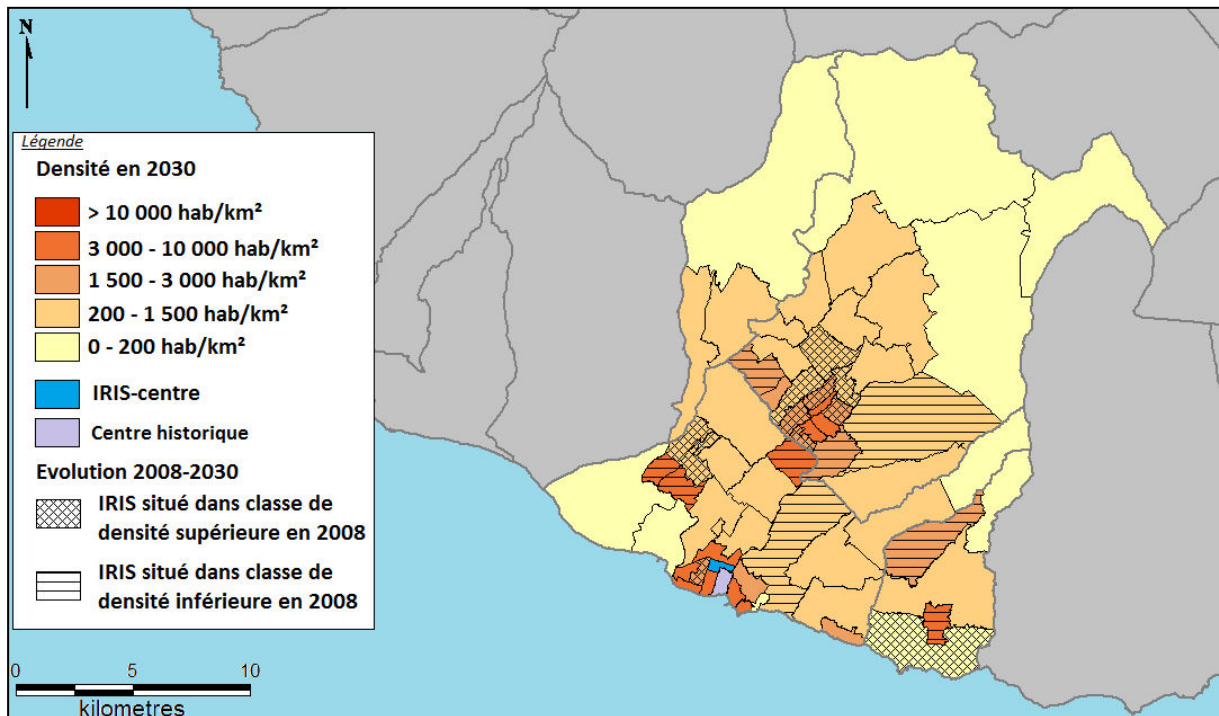 N
Légende
Densité en 2030
> 10 000 hab/km²
3 000 - 10 000 hab/km²
1 500 - 3 000 hab/km²
200 - 1 500 hab/km²
0 - 200 hab/km²
IRIS-centre
Centre historique
Evolution 2008-2030
IRIS situé dans classe de
densité supérieure en 2008
IRIS situé dans classe de
densité inférieure en 2008
0 5 10
kilometres